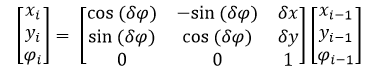 [x_i] = [cos (δφ) −sin (δφ) δx] [x_{i−1}]
[y_i] = [sin (δφ) cos (δφ) δy] [y_{i−1}]
[φ_i] = [0 0 1] [φ_{i−1}]